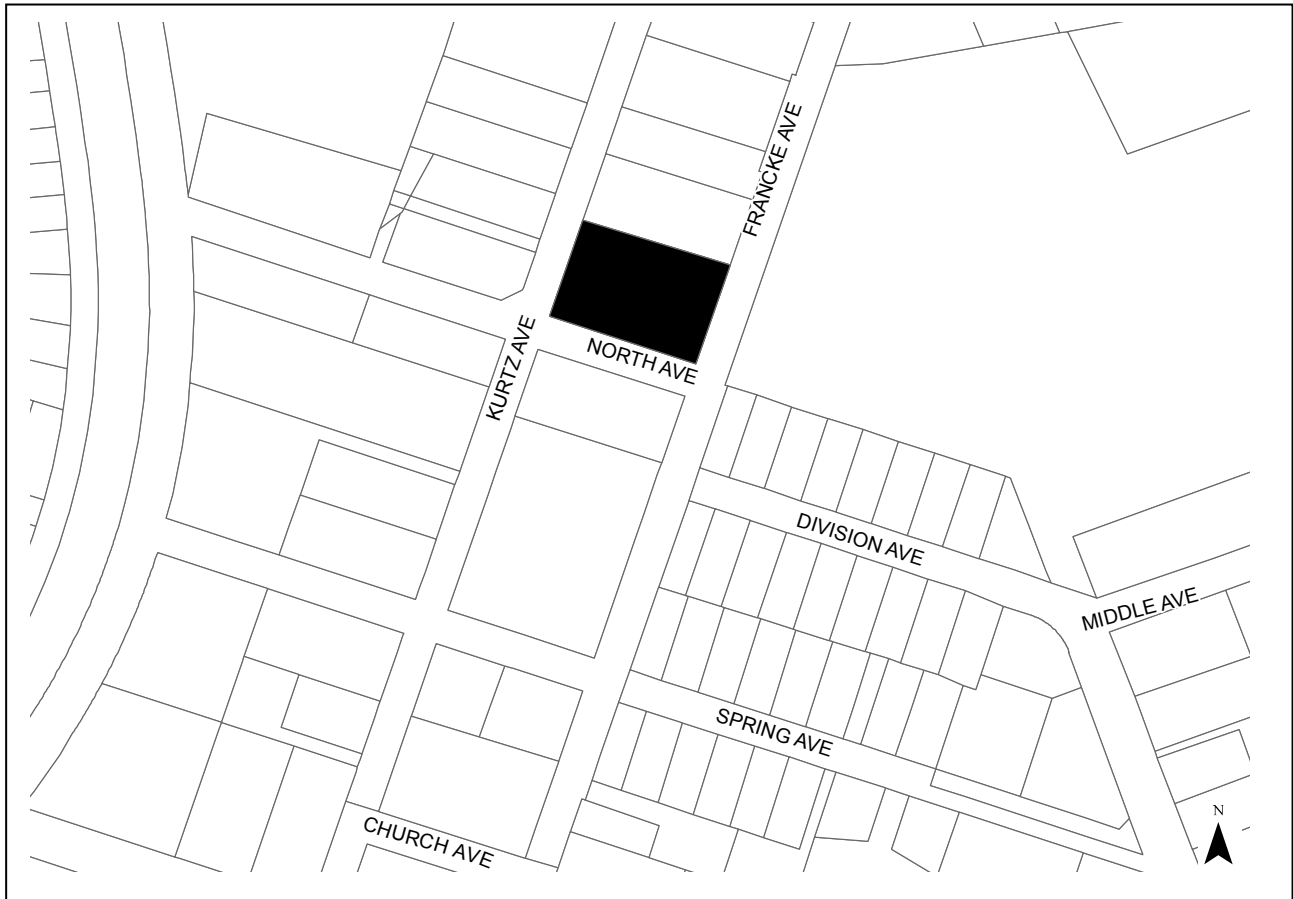 FRANCKE AVE
KURTZ AVE
NORTH AVE
DIVISION AVE
MIDDLE AVE
SPRING AVE
CHURCH AVE
N